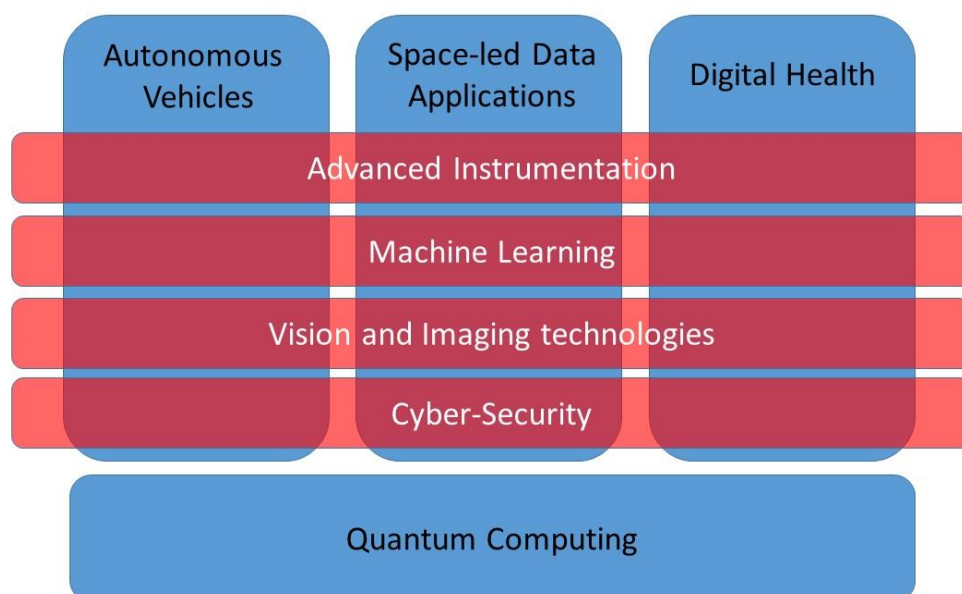 Autonomous
Vehicles
Space-led Data
Applications
Digital Health
Advanced Instrumentation
Machine Learning
Vision and Imaging technologies
Cyber-Security
Quantum Computing